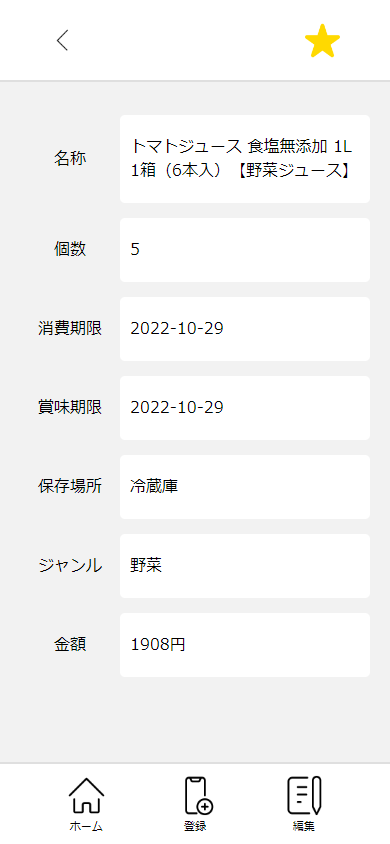 名称
トマトジュース 食塩無添加 1L
1箱（6本入）【野菜ジュース】
個数
5
消費期限
2022-10-29
賞味期限
2022-10-29
保存場所
冷蔵庫
ジャンル
野菜
金額
1908円
ホーム
登録
編集